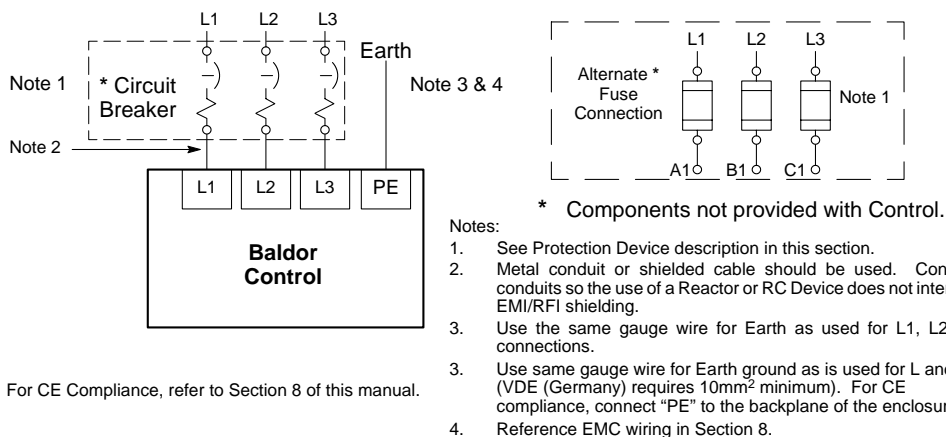 L1 L2 L3
Earth
Note 1
* Circuit
Breaker
Note 3 & 4
Note 2
L1 L2 L3 PE
Baldor
Control
For CE Compliance, refer to Section 8 of this manual.
L1 L2 L3
Alternate *
Fuse
Connection
Note 1
A1 B1 C1
* Components not provided with Control.
Notes:
1. See Protection Device description in this section.
2. Metal conduit or shielded cable should be used. Con
conduits so the use of a Reactor or RC Device does not inter
EMI/RFI shielding.
3. Use the same gauge wire for Earth as used for L1, L2
connections.
3. Use same gauge wire for Earth ground as is used for L and
(VDE (Germany) requires 10mm² minimum). For CE
compliance, connect “PE” to the backplane of the enclosur
4. Reference EMC wiring in Section 8.